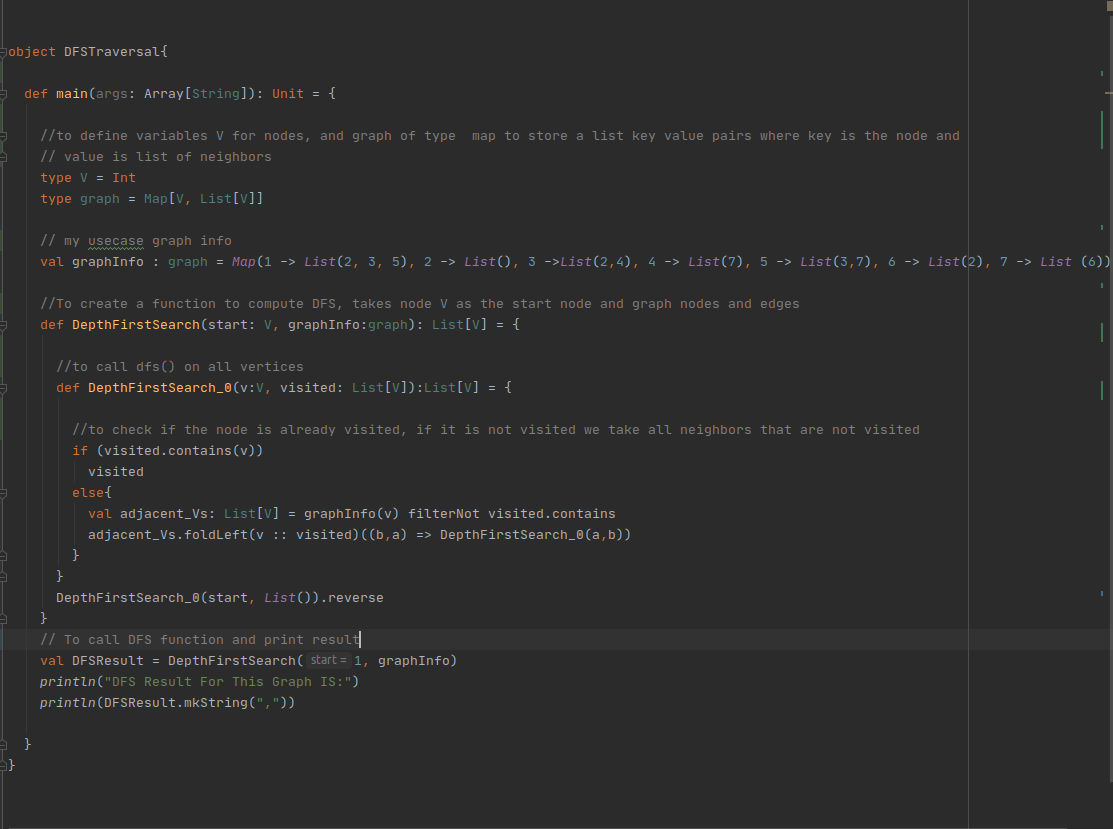 object DFSTraversal{
def main(args: Array[String]): Unit = {
//to define variables V for nodes, and graph of type  map to store a list key value pairs where key is the node and
// value is list of neighbors
type V = Int
type graph = Map[V, List[V]]
// my usecase graph info
val graphInfo : graph = Map(1 -> List(2, 3, 5), 2 -> List(), 3 ->List(2,4), 4 -> List(7), 5 -> List(3,7), 6 -> List(2), 7 -> List (6))
//To create a function to compute DFS, takes node V as the start node and graph nodes and edges
def DepthFirstSearch(start: V, graphInfo:graph): List[V] = {
//to call dfs() on all vertices
def DepthFirstSearch_0(v:V, visited: List[V]):List[V] = {
//to check if the node is already visited, if it is not visited we take all neighbors that are not visited
if (visited.contains(v))
visited
else{
val adjacent_Vs: List[V] = graphInfo(v) filterNot visited.contains
adjacent_Vs.foldLeft(v :: visited)((b,a) => DepthFirstSearch_0(a,b))
}
}
DepthFirstSearch_0(start, List()).reverse
}
// To call DFS function and print result
val DFSResult = DepthFirstSearch( start = 1, graphInfo)
println("DFS Result For This Graph IS:")
println(DFSResult.mkString(","))
}
}